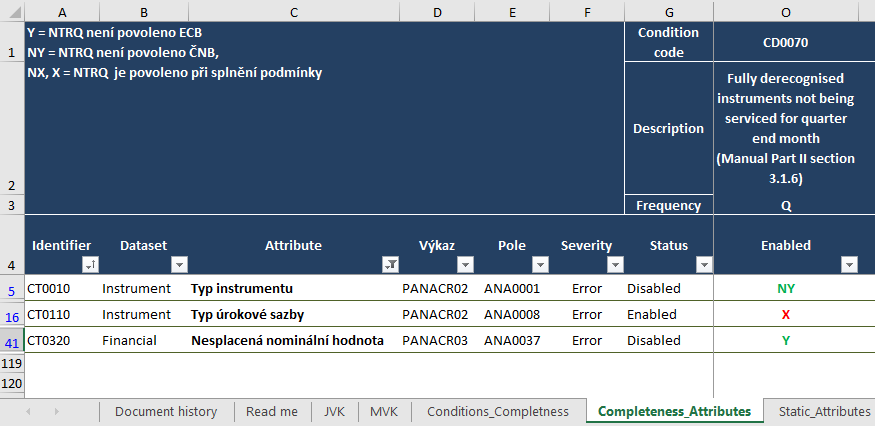 A B C D E F G O
1
Y = NTRQ není povoleno ECB
NY = NTRQ není povoleno ČNB,
NX, X = NTRQ  je povoleno při splnění podmínky
Condition
code
CD0070
2
Description
Fully derecognised
instruments not being
serviced for quarter
end month
(Manual Part II section
3.1.6)
3 Frequency Q
4 Identifier Dataset Attribute Výkaz Pole Severity Status Enabled
5 CT0010 Instrument Typ instrumentu PANACR02 ANA0001 Error Disabled NY
16 CT0110 Instrument Typ úrokové sazby PANACR02 ANA0008 Error Enabled X
41 CT0320 Financial Nesplacená nominální hodnota PANACR03 ANA0037 Error Disabled Y
119
120
Document history Read me JVK MVK Conditions_Completness Completeness_Attributes Static_Attributes